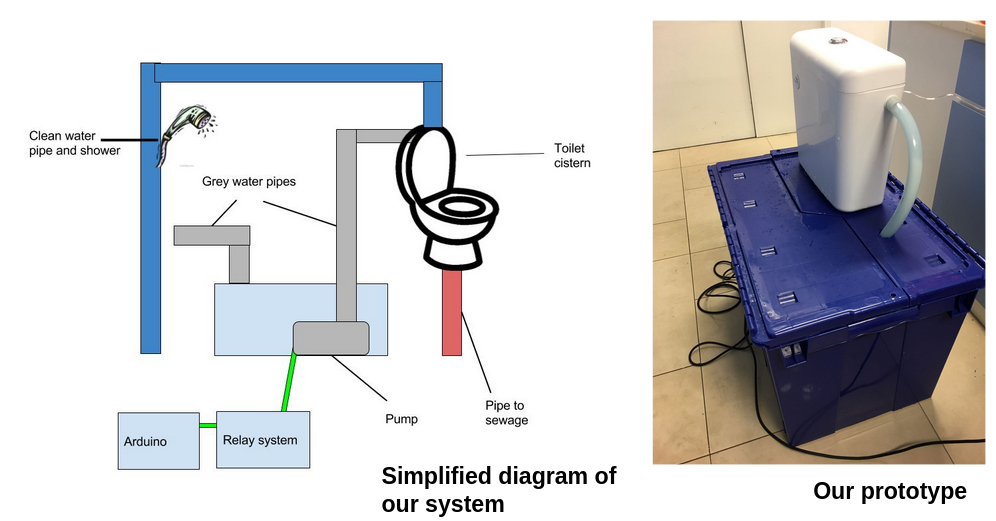 Clean water
pipe and shower
Grey water pipes
Toilet
cistern
Pump
Pipe to
sewage
Arduino
Relay system
Simplified diagram of
our system
Our prototype